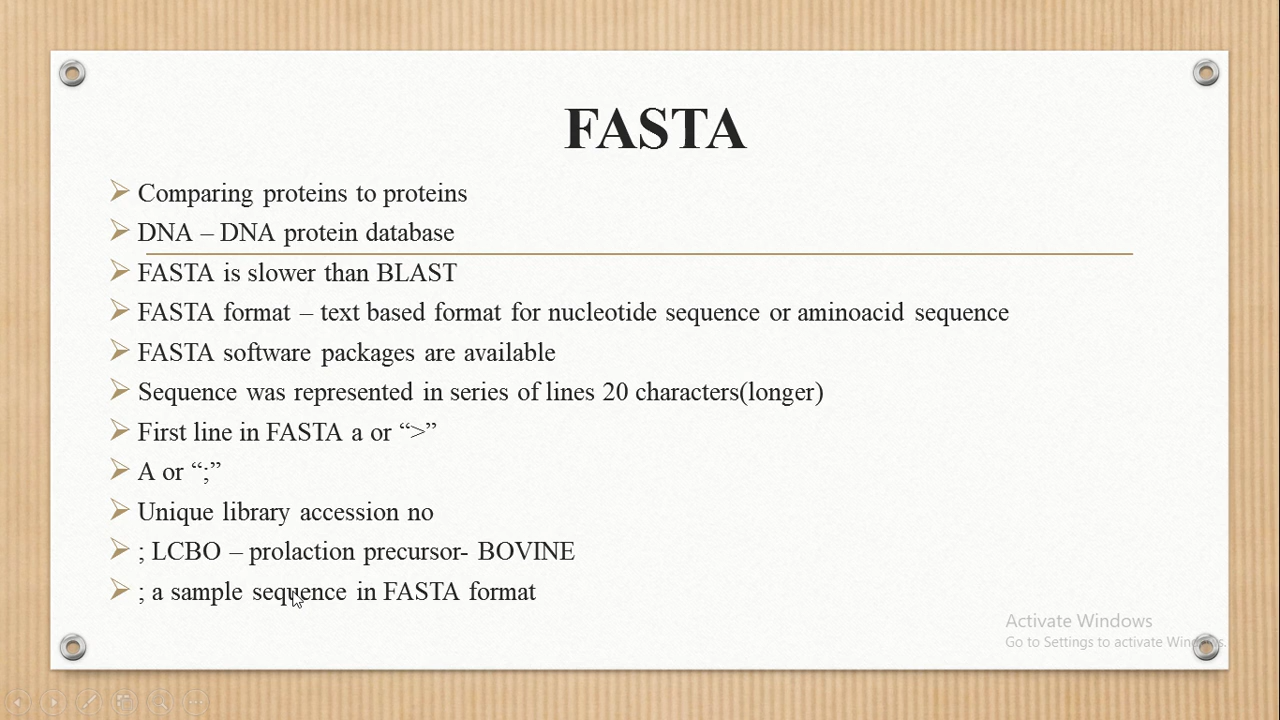 FASTA
Comparing proteins to proteins
DNA – DNA protein database
FASTA is slower than BLAST
FASTA format – text based format for nucleotide sequence or aminoacid sequence
FASTA software packages are available
Sequence was represented in series of lines 20 characters(longer)
First line in FASTA a or “>”
A or “;”
Unique library accession no
; LCBO – prolaction precursor- BOVINE
; a sample sequence in FASTA format
Activate Windows
Go to Settings to activate Windows.